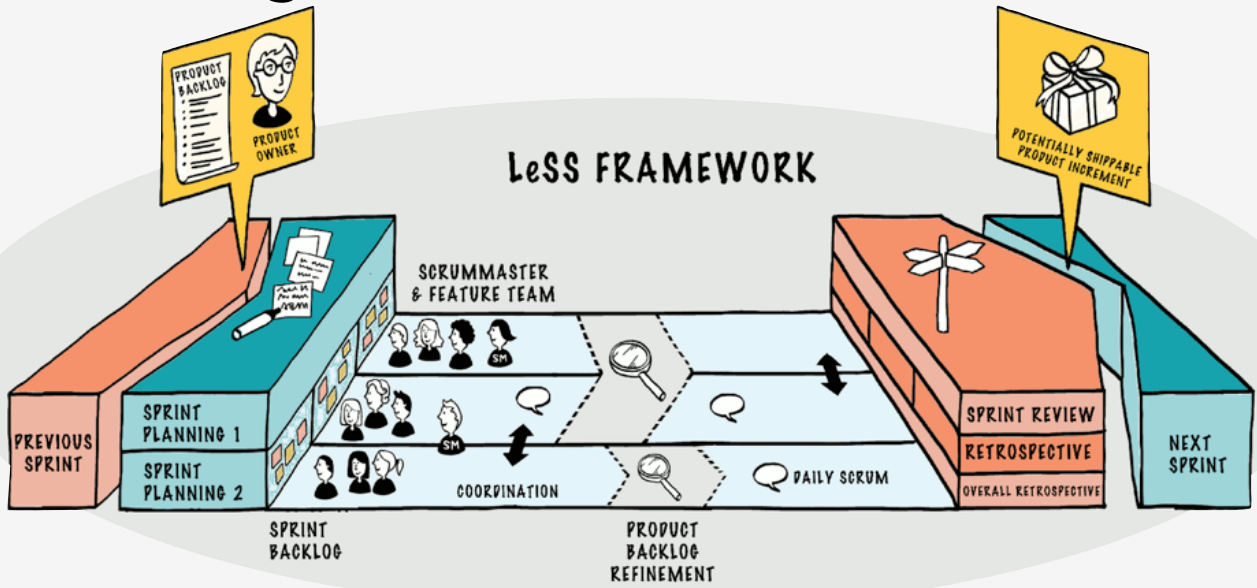 PRODUCT
BACKLOG
PRODUCT
OWNER
POTENTIALLY SHIPPABLE
PRODUCT INCREMENT
LeSS FRAMEWORK
SCRUMMASTER
& FEATURE TEAM
SM
SM
PREVIOUS
SPRINT
SPRINT
PLANNING 1
SPRINT
PLANNING 2
COORDINATION
DAILY SCRUM
SPRINT REVIEW
RETROSPECTIVE
OVERALL RETROSPECTIVE
NEXT
SPRINT
SPRINT
BACKLOG
PRODUCT
BACKLOG
REFINEMENT